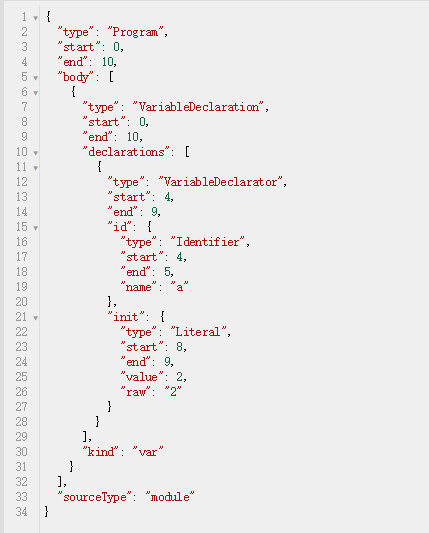 1 {
2 "type": "Program",
3 "start": 0,
4 "end": 10,
5 "body": [
6 {
7 "type": "VariableDeclaration",
8 "start": 0,
9 "end": 10,
10 "declarations": [
11 {
12 "type": "VariableDeclarator",
13 "start": 4,
14 "end": 9,
15 "id": {
16 "type": "Identifier",
17 "start": 4,
18 "end": 5,
19 "name": "a"
20 },
21 "init": {
22 "type": "Literal",
23 "start": 8,
24 "end": 9,
25 "value": 2,
26 "raw": "2"
27 }
28 }
29 ],
30 "kind": "var"
31 }
32 ],
33 "sourceType": "module"
34 }